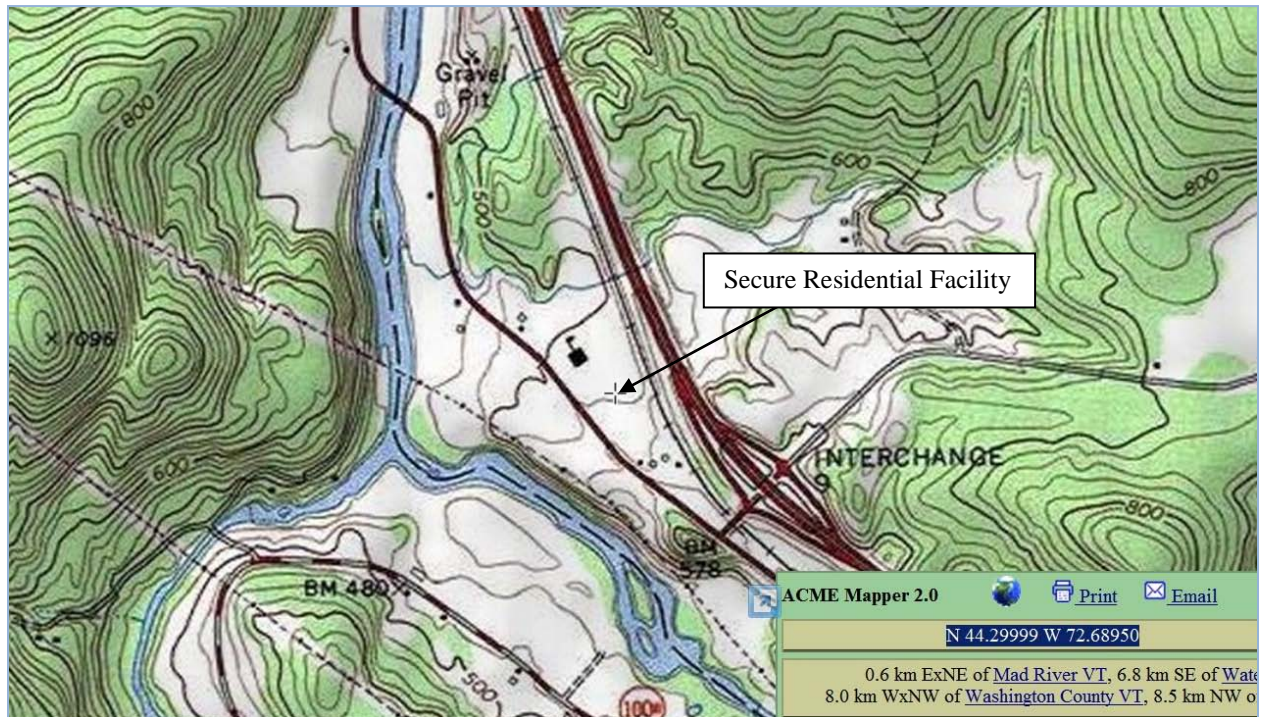 Gravel
Pit
800
500
600
800
Secure Residential Facility
×1096
INTERCHANGE
9
600
800
BM
578
BM 480×
500
100
ACME Mapper 2.0
Print
Email
N 44.29999 W 72.68950
0.6 km ExNE of Mad River VT, 6.8 km SE of Wate
8.0 km WxNW of Washington County VT, 8.5 km NW o